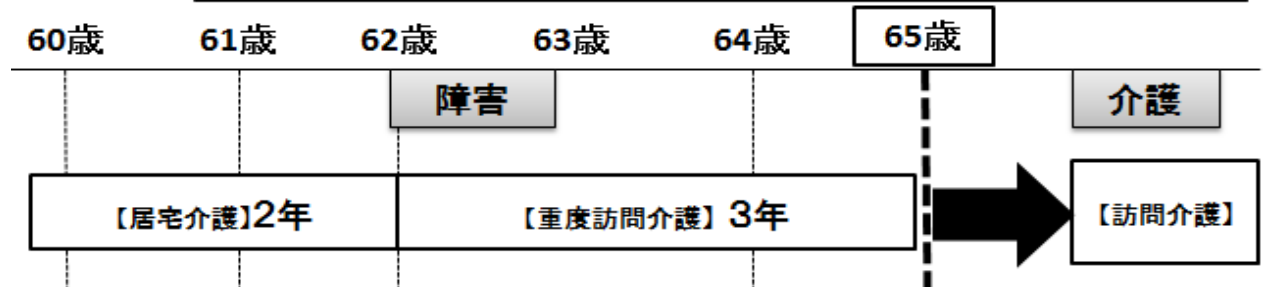 60歳 61歳 62歳 63歳 64歳 65歳
障害 介護
【居宅介護】2年 【重度訪問介護】3年 【訪問介護】